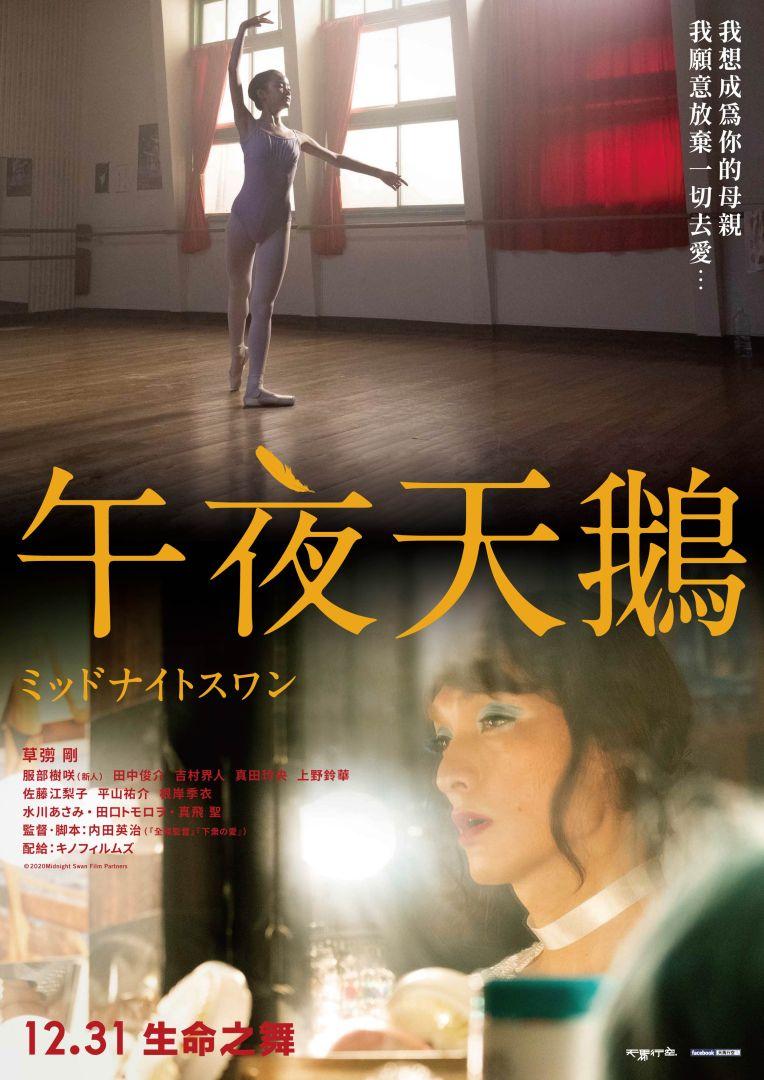 我想成爲你的母親
我願意放棄一切去愛…
午夜天鵝
ミッドナイトスワン
草彅 剛
服部樹咲(新人) 田中俊介 吉村界人 真田怜央 上野鈴華
佐藤江梨子 平山祐介 根岸季衣
水川あさみ・田口トモロヲ・真飛 聖
監督・脚本:内田英治(『全裸監督』『下衆の愛』)
配給:キノフィルムズ
©2020Midnight Swan Film Partners
12.31 生命之舞
天馬行空 facebook